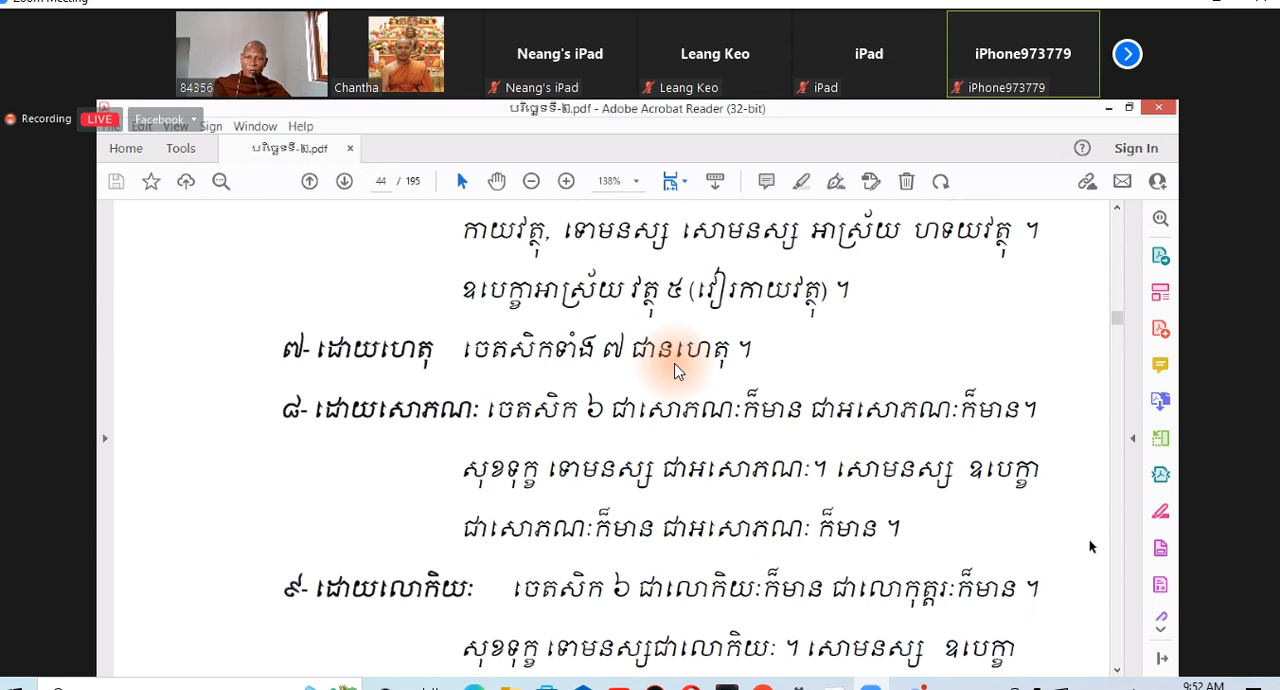 Zoom Meeting
Neang's iPad
Leang Keo
iPad
iPhone973779
84356
Chantha
Neang's iPad
Leang Keo
iPad
iPhone973779
Recording
LIVE
Facebook
បរិច្ឆេទទី-២.pdf - Adobe Acrobat Reader (32-bit)
File Edit View Sign Window Help
Home Tools បរិច្ឆេទទី-២.pdf Sign In
44 / 195 138%
កាយវត្ថុ, ទោមនស្ស សោមនស្ស អាស្រ័យ ហទយវត្ថុ ។
ឧបេក្ខាអាស្រ័យ វត្ថុ ៥ (វៀរកាយវត្ថុ) ។
៧- ដោយហេតុ ចេតសិកទាំង ៧ ជានហេតុ ។
៨- ដោយសោភណៈ ចេតសិក ៦ ជាសោភណៈក៏មាន ជាអសោភណៈក៏មាន។
សុខទុក្ខ ទោមនស្ស ជាអសោភណៈ។ សោមនស្ស ឧបេក្ខា
ជាសោភណៈក៏មាន ជាអសោភណៈ ក៏មាន ។
៩- ដោយលោកិយៈ ចេតសិក ៦ ជាលោកិយៈក៏មាន ជាលោកុត្តរៈក៏មាន ។
សុខទុក្ខ ទោមនស្សជាលោកិយៈ ។ សោមនស្ស ឧបេក្ខា
9:52 AM